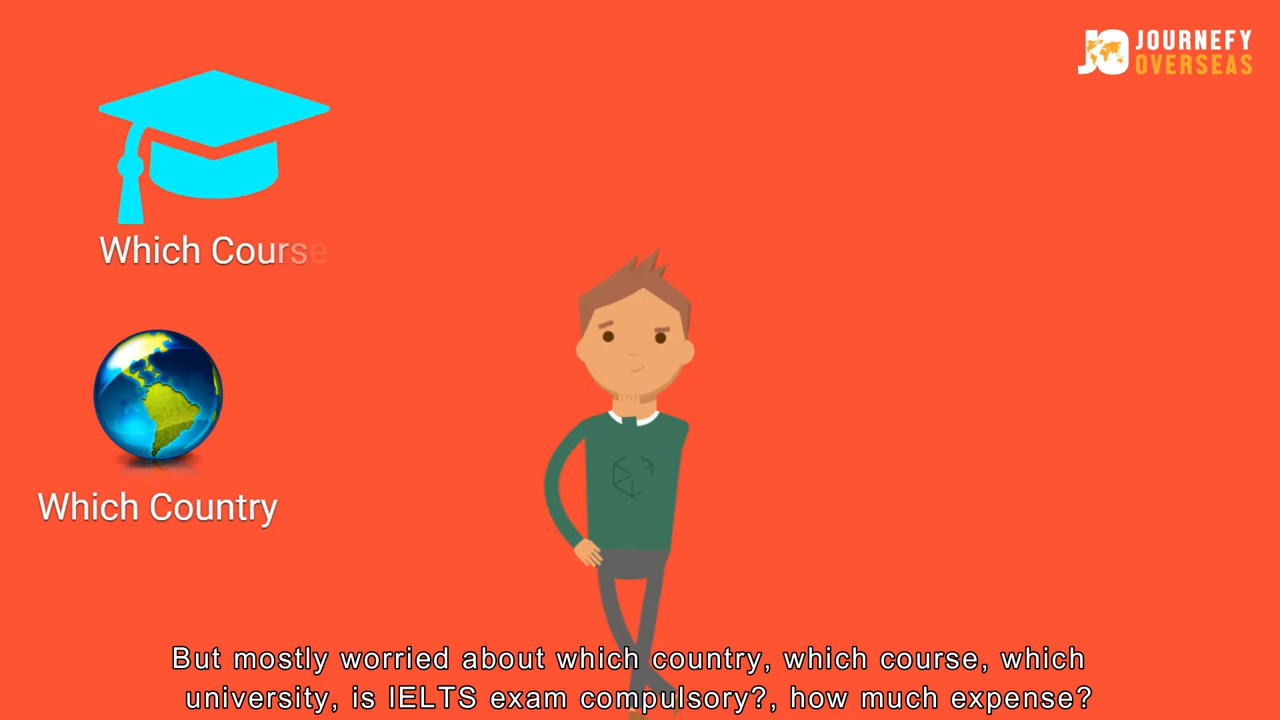 JOURNEFY
OVERSEAS
Which Course
Which Country
But mostly worried about which country, which course, which
university, is IELTS exam compulsory?, how much expense?